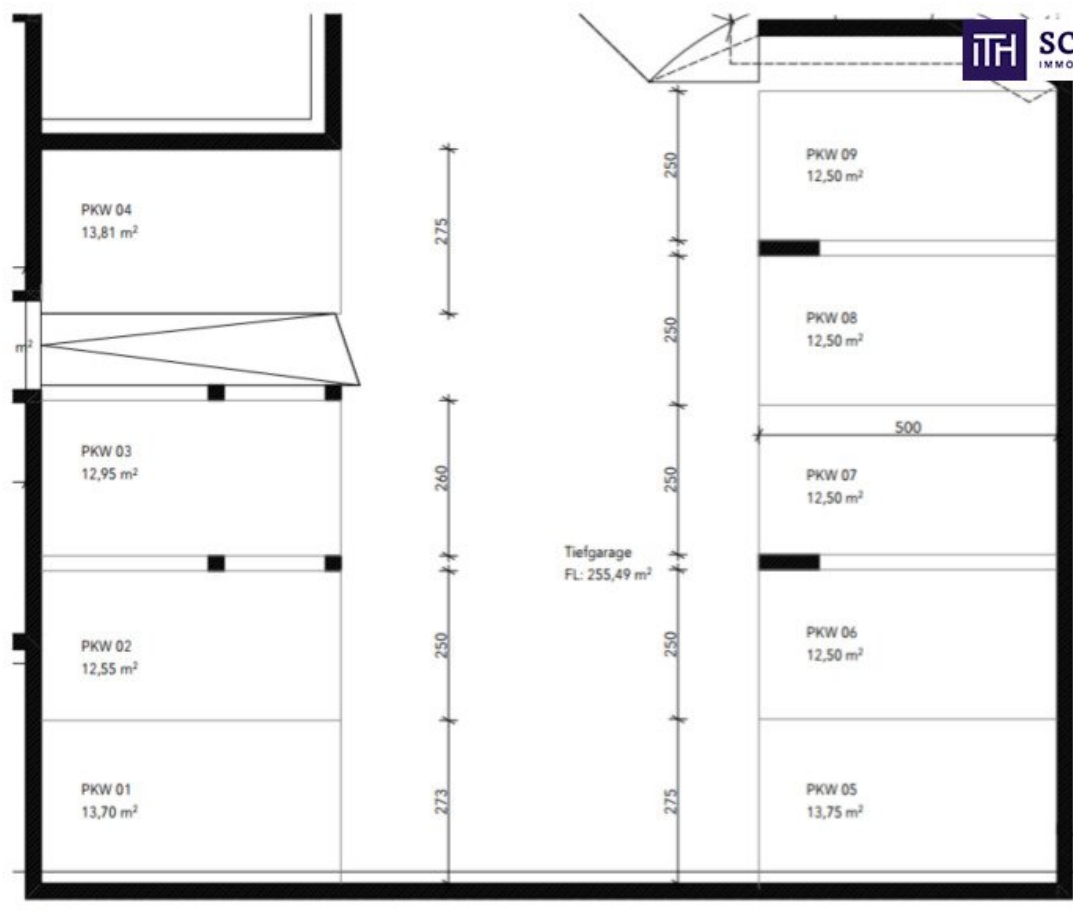 iTH
SC
IMMO
PKW 04
13,81 m²
m²
PKW 03
12,95 m²
PKW 02
12,55 m²
PKW 01
13,70 m²
275
260
250
273
Tiefgarage
FL: 255,49 m²
250
250
250
250
275
PKW 09
12,50 m²
PKW 08
12,50 m²
500
PKW 07
12,50 m²
PKW 06
12,50 m²
PKW 05
13,75 m²